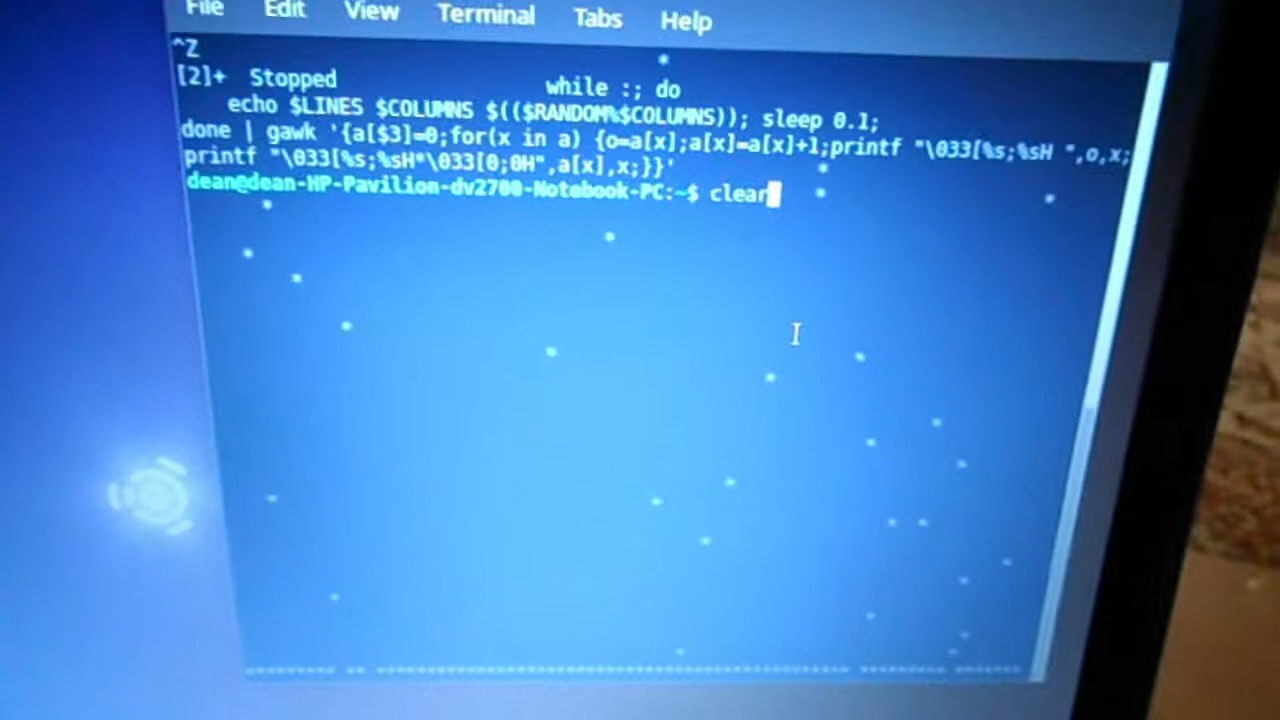 File Edit View Terminal Tabs Help
^Z
[2]+  Stopped                 while :; do
    echo $LINES $COLUMNS $(($RANDOM%$COLUMNS)); sleep 0.1;
done | gawk '{a[$3]=0;for(x in a) {o=a[x];a[x]=a[x]+1;printf "\033[%s;%sH ",o,x;
printf "\033[%s;%sH*\033[0;0H",a[x],x;}}'
dean@dean-HP-Pavilion-dv2700-Notebook-PC:~$ clear